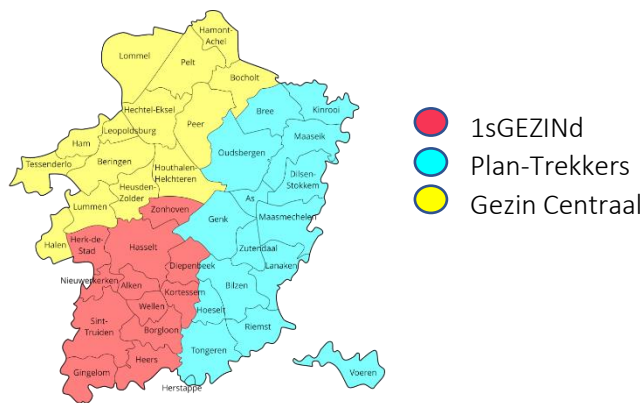 Hamont-
Achel
Lommel
Pelt
Bocholt
Hechtel-Eksel
Bree
Kinrooi
Leopoldsburg
Peer
Ham
Maaseik
Oudsbergen
Tessenderlo
Beringen
Houthalen-
Helchteren
Dilsen-
Stokkem
Heusden-
Zolder
As
Lummen
Zonhoven
Maasmechelen
Genk
Halen
Herk-de-
Stad
Hasselt
Zutendaal
Diepenbeek
Lanaken
Nieuwerkerken
Alken
Kortessem
Bilzen
Wellen
Hoeselt
Sint-
Truiden
Borgloon
Riemst
Tongeren
Heers
Gingelom
Voeren
Herstappe
1sGEZINd
Plan-Trekkers
Gezin Centraal